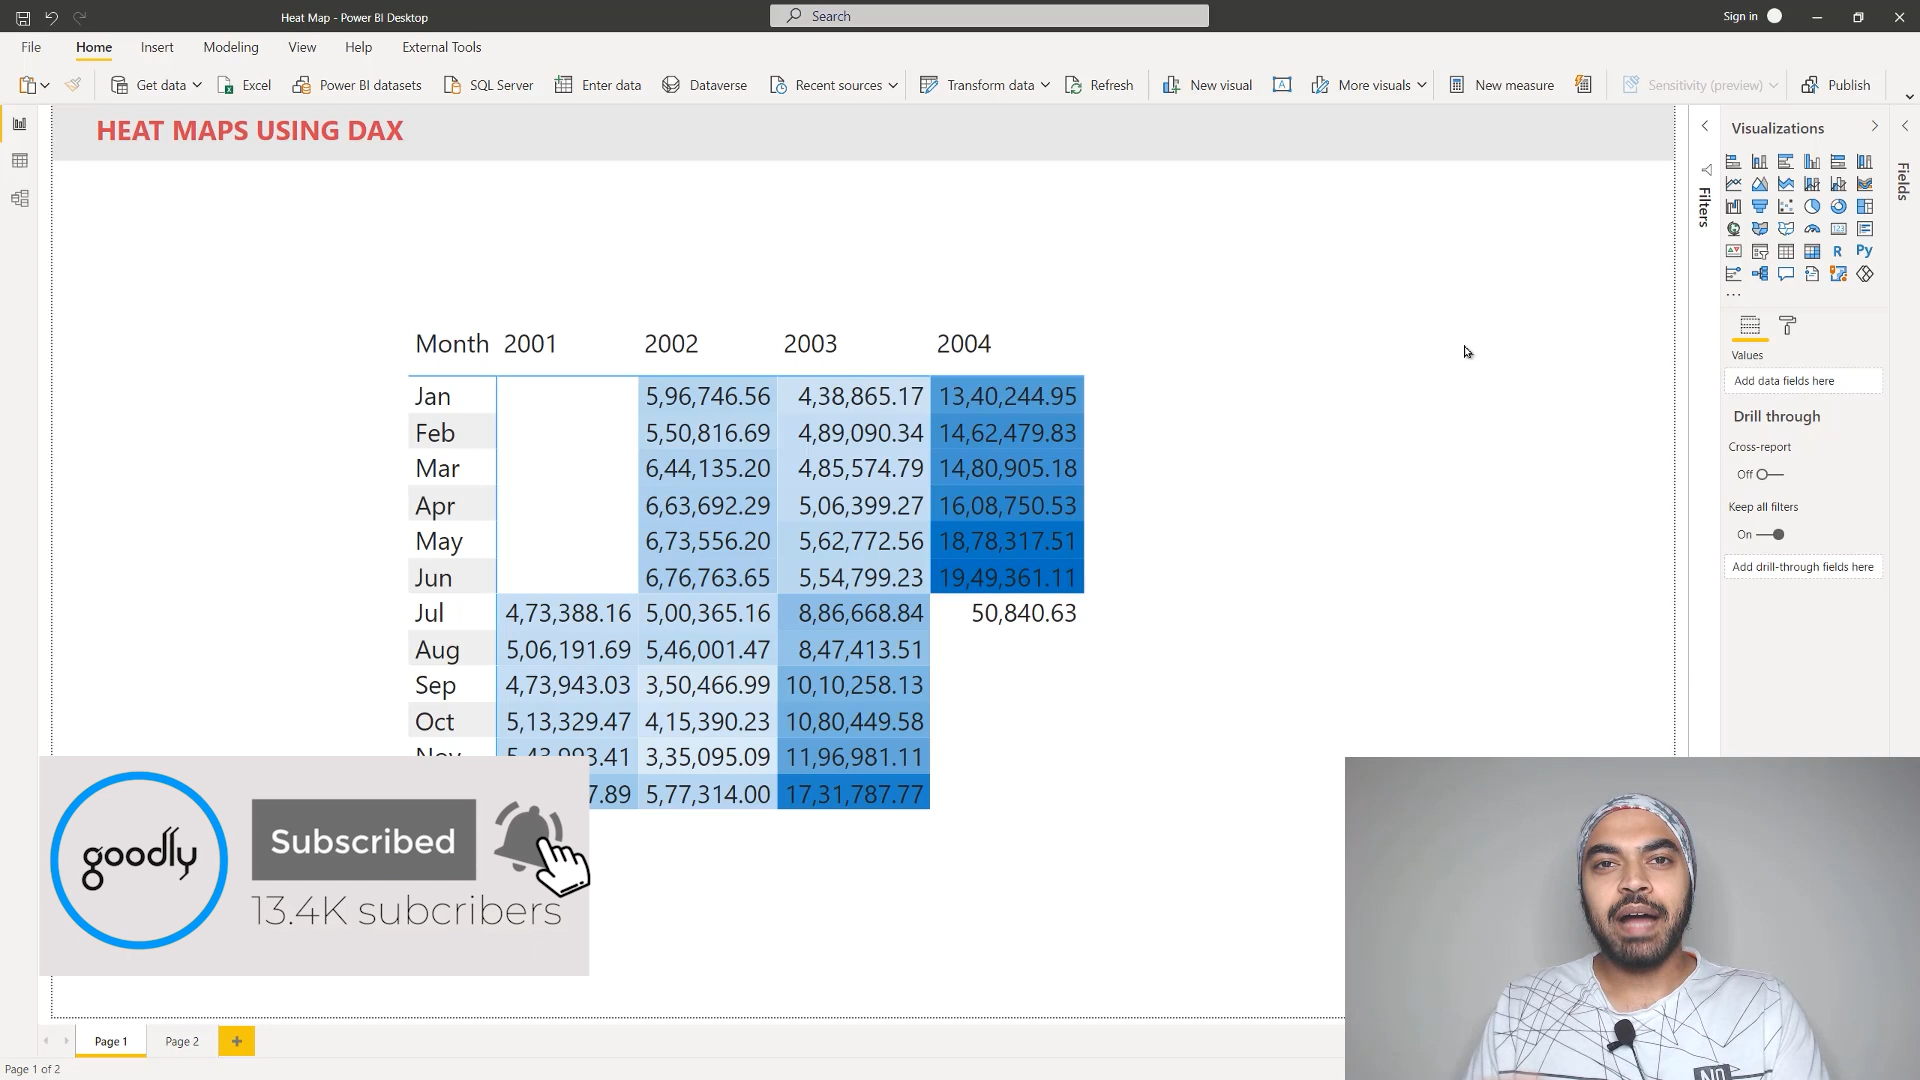 Heat Map - Power BI Desktop
Search
Sign in
File Home Insert Modeling View Help External Tools
Get data Excel Power BI datasets SQL Server Enter data Dataverse Recent sources Transform data Refresh New visual More visuals New measure Sensitivity (preview) Publish
HEAT MAPS USING DAX
Month 2001 2002 2003 2004
Jan 5,96,746.56 4,38,865.17 13,40,244.95
Feb 5,50,816.69 4,89,090.34 14,62,479.83
Mar 6,44,135.20 4,85,574.79 14,80,905.18
Apr 6,63,692.29 5,06,399.27 16,08,750.53
May 6,73,556.20 5,62,772.56 18,78,317.51
Jun 6,76,763.65 5,54,799.23 19,49,361.11
Jul 4,73,388.16 5,00,365.16 8,86,668.84 50,840.63
Aug 5,06,191.69 5,46,001.47 8,47,413.51
Sep 4,73,943.03 3,50,466.99 10,10,258.13
Oct 5,13,329.47 4,15,390.23 10,80,449.58
Nov 5,43,993.41 3,35,095.09 11,96,981.11
7.89 5,77,314.00 17,31,787.77
goodly
Subscribed
13.4K subcribers
Filters
Visualizations
R Py
123
Values
Add data fields here
Drill through
Cross-report
Off
Keep all filters
On
Add drill-through fields here
Fields
NO
Page 1 Page 2 +
Page 1 of 2